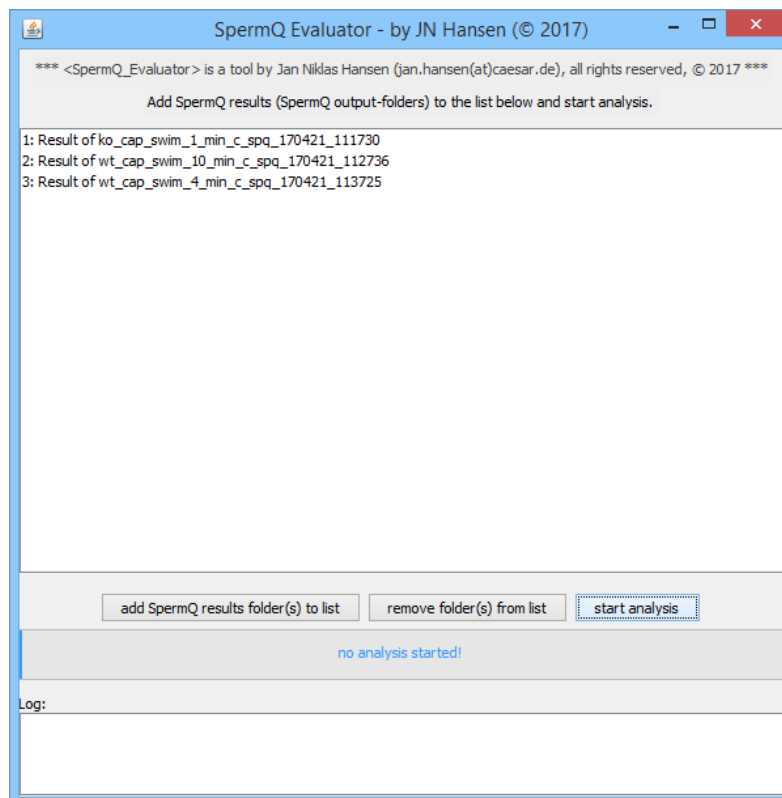 SpermQ Evaluator - by JN Hansen (© 2017)
*** <SpermQ_Evaluator> is a tool by Jan Niklas Hansen (jan.hansen(at)caesar.de), all rights reserved, © 2017 ***
Add SpermQ results (SpermQ output-folders) to the list below and start analysis.
1: Result of ko_cap_swim_1_min_c_spq_170421_111730
2: Result of wt_cap_swim_10_min_c_spq_170421_112736
3: Result of wt_cap_swim_4_min_c_spq_170421_113725
add SpermQ results folder(s) to list remove folder(s) from list start analysis
no analysis started!
Log: